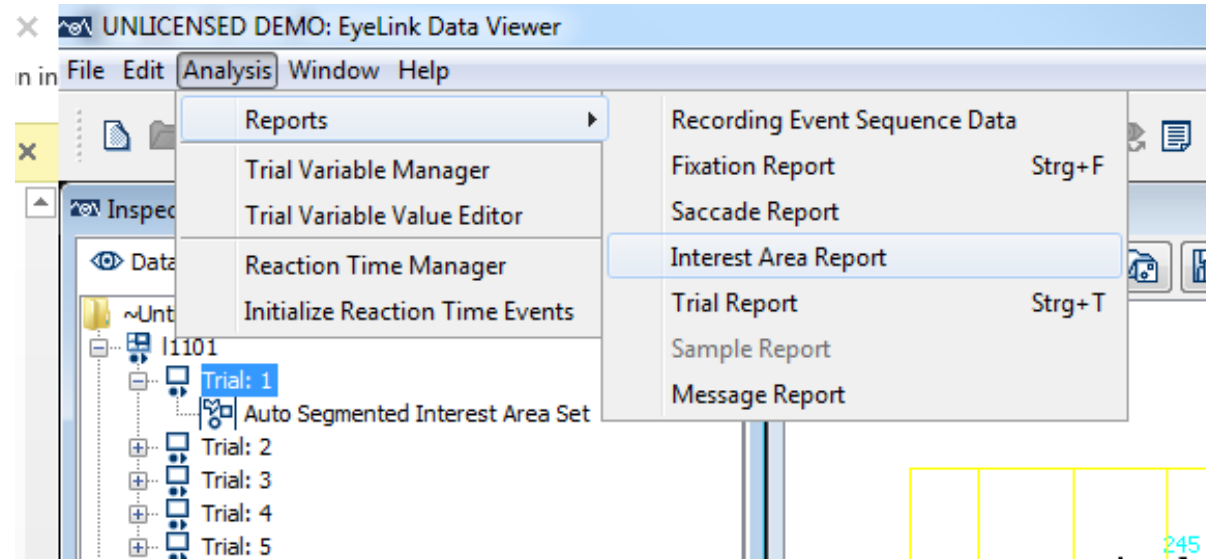 UNLICENSED DEMO: EyeLink Data Viewer
n in
File Edit Analysis Window Help
Reports
Trial Variable Manager
Trial Variable Value Editor
Reaction Time Manager
Initialize Reaction Time Events
Recording Event Sequence Data
Fixation Report Strg+F
Saccade Report
Interest Area Report
Trial Report Strg+T
Sample Report
Message Report
Inspec
Data
~Unt
l1101
Trial: 1
Auto Segmented Interest Area Set
Trial: 2
Trial: 3
Trial: 4
Trial: 5
245